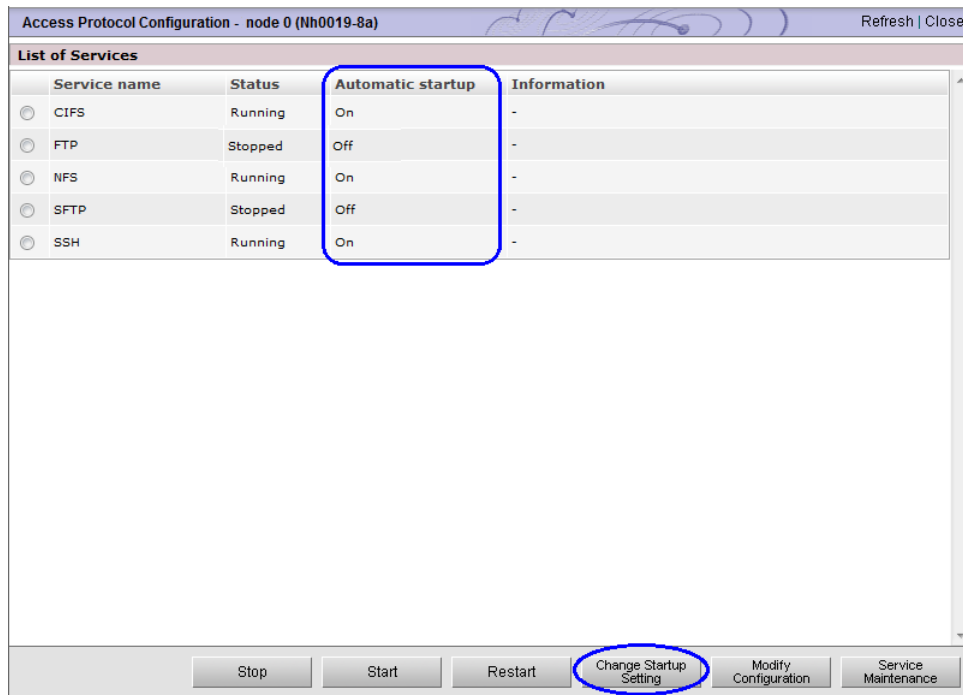 Access Protocol Configuration - node 0 (Nh0019-8a) Refresh | Close
List of Services
Service name Status Automatic startup Information
CIFS Running On -
FTP Stopped Off -
NFS Running On -
SFTP Stopped Off -
SSH Running On -
Stop Start Restart Change Startup Setting Modify Configuration Service Maintenance